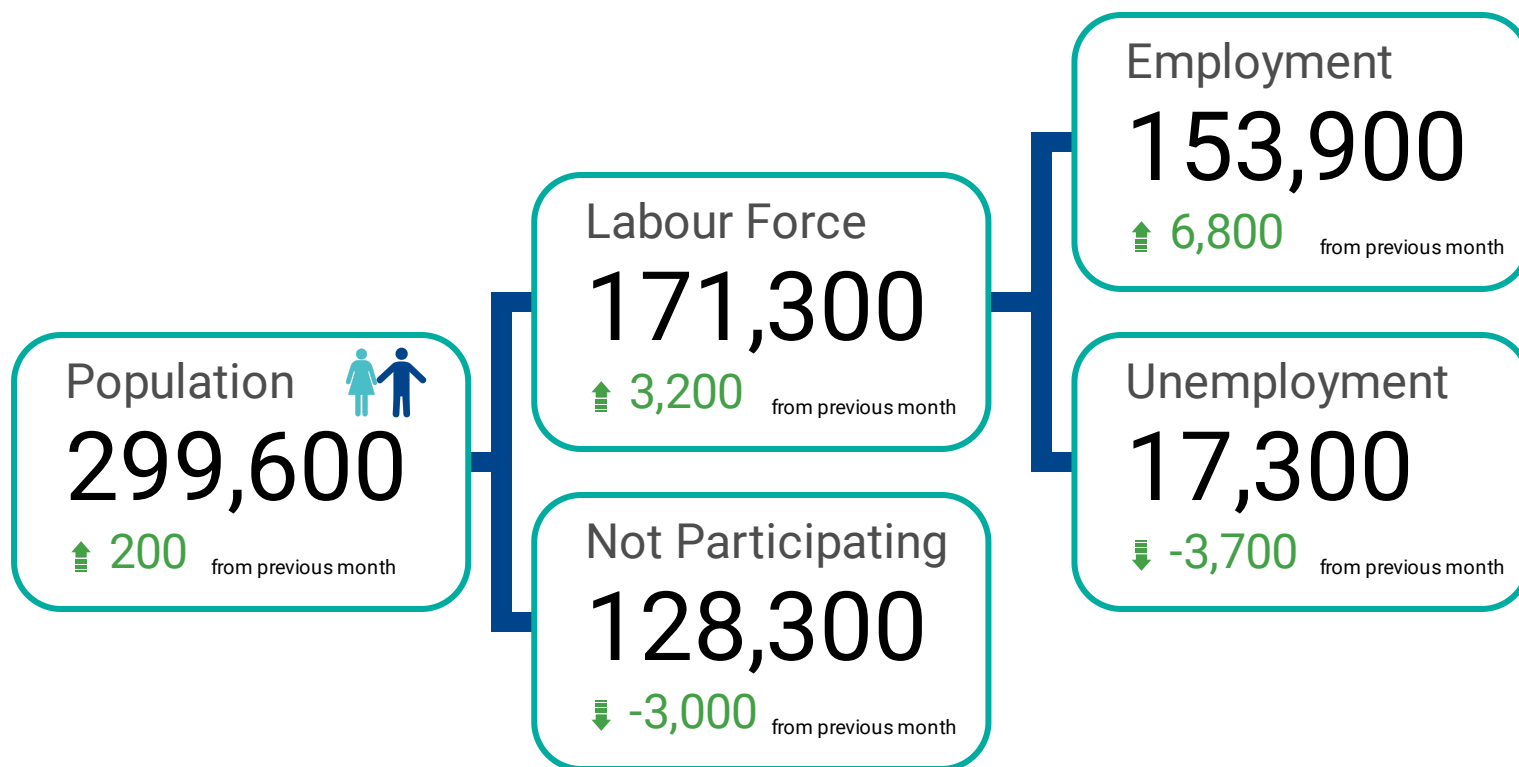 Population
299,600
200 from previous month
Labour Force
171,300
3,200 from previous month
Not Participating
128,300
-3,000 from previous month
Employment
153,900
6,800 from previous month
Unemployment
17,300
-3,700 from previous month